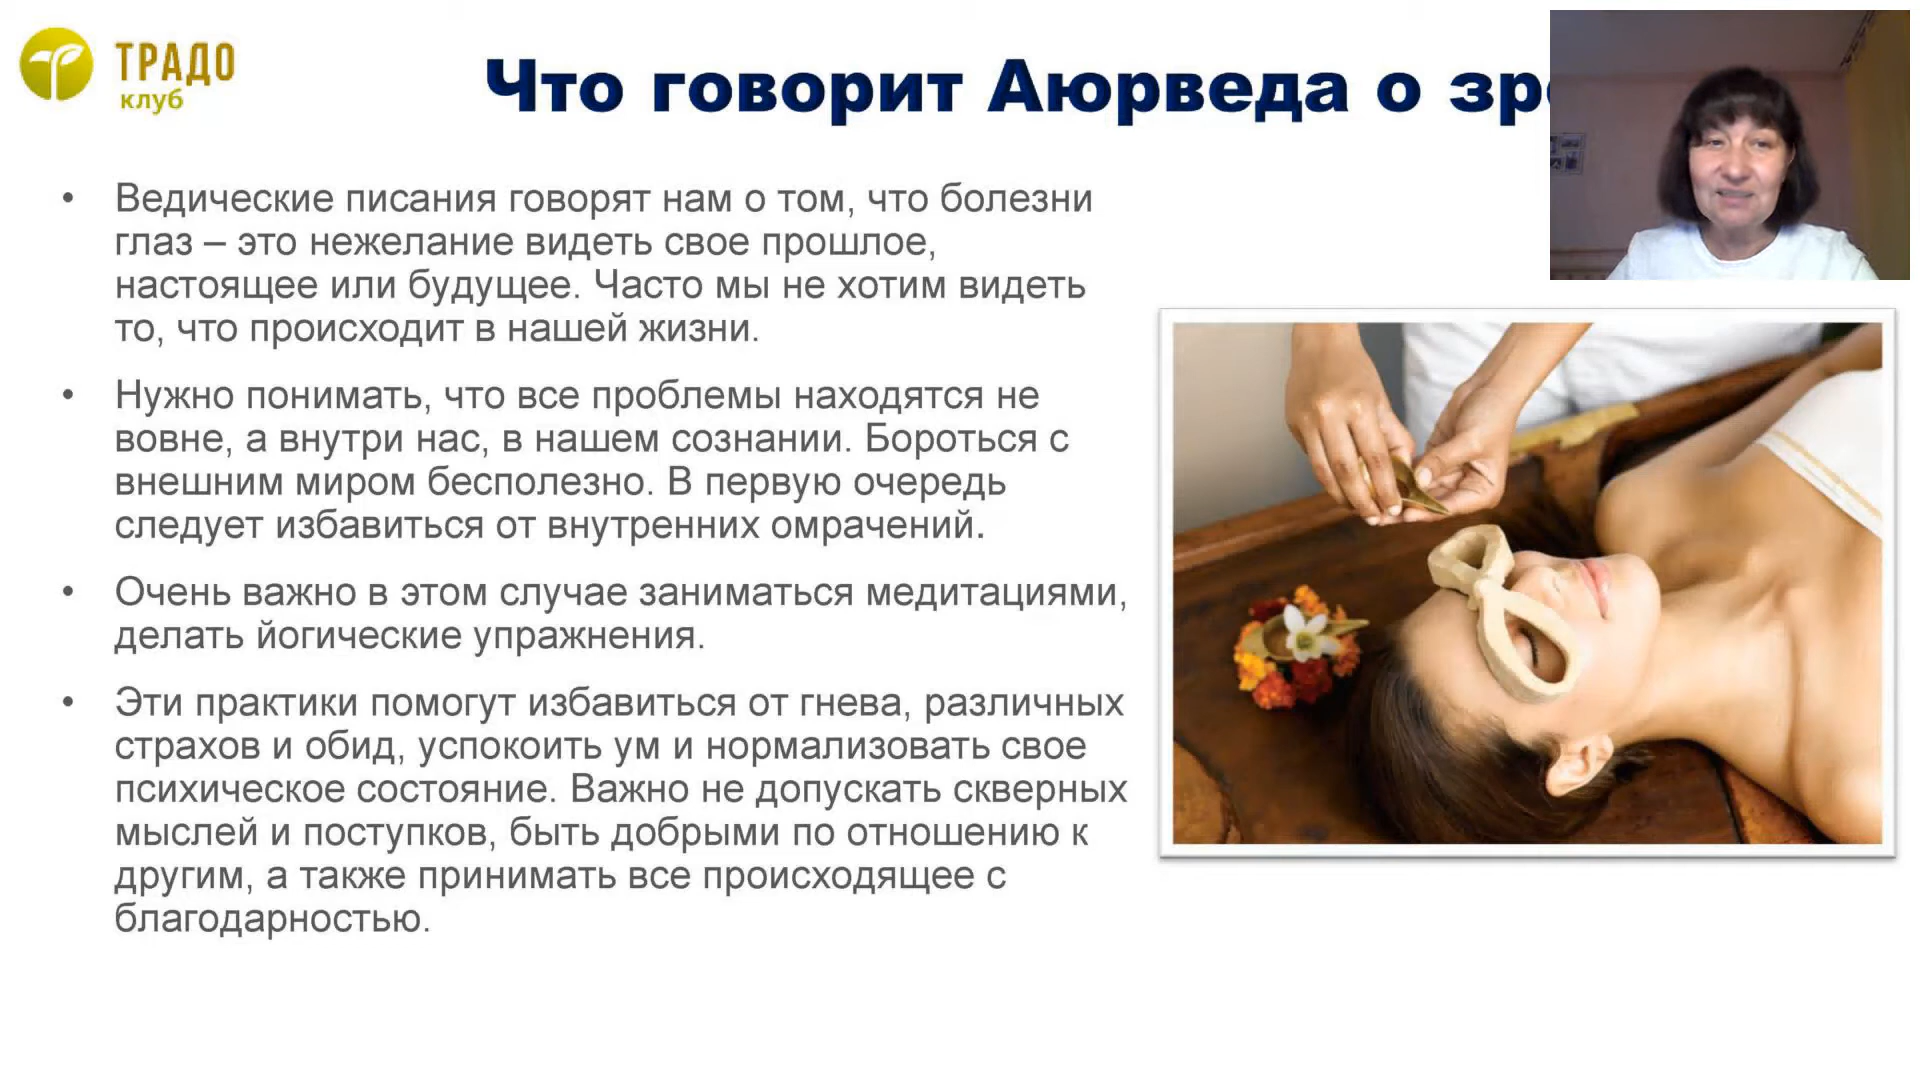 ТРАДО
клуб
Что говорит Аюрведа о
Ведические писания говорят нам о том, что болезни
глаз – это нежелание видеть свое прошлое,
настоящее или будущее. Часто мы не хотим видеть
то, что происходит в нашей жизни.
Нужно понимать, что все проблемы находятся не
вовне, а внутри нас, в нашем сознании. Бороться с
внешним миром бесполезно. В первую очередь
следует избавиться от внутренних омрачений.
Очень важно в этом случае заниматься медитациями,
делать йогические упражнения.
Эти практики помогут избавиться от гнева, различных
страхов и обид, успокоить ум и нормализовать свое
психическое состояние. Важно не допускать скверных
мыслей и поступков, быть добрыми по отношению к
другим, а также принимать все происходящее с
благодарностью.